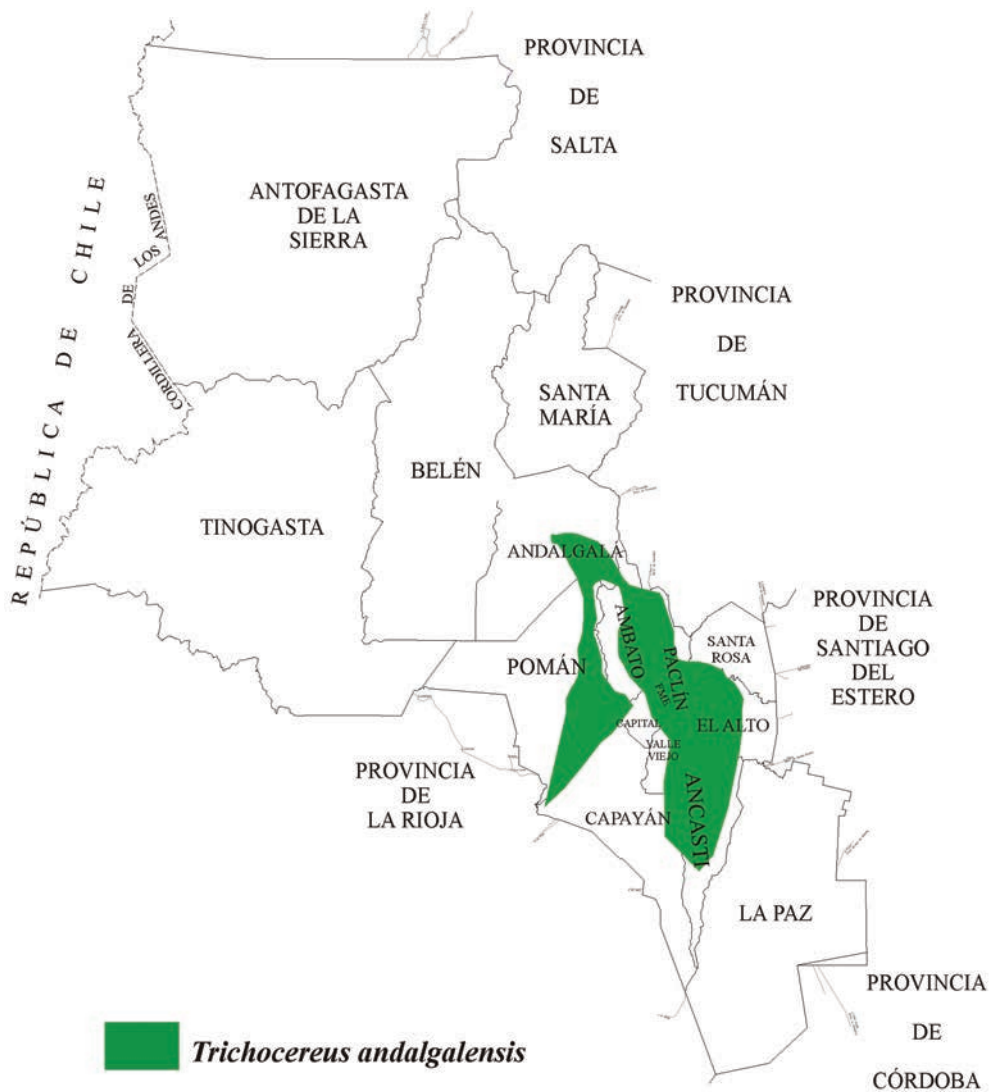 PROVINCIA
DE
SALTA
ANTOFAGASTA
DE LA
SIERRA
REPÚBLICA DE CHILE
CORDILLERA DE LOS ANDES
PROVINCIA
DE
TUCUMÁN
SANTA
MARÍA
BELÉN
TINOGASTA
ANDALGALÁ
PROVINCIA
DE
SANTIAGO
DEL
ESTERO
SANTA
ROSA
AMBATO
PACLÍN
POMÁN
FME
CAPITAL
EL ALTO
VALLE
VIEJO
PROVINCIA
DE
LA RIOJA
ANCASTI
CAPAYÁN
LA PAZ
PROVINCIA
DE
CÓRDOBA
Trichocereus andalgalensis